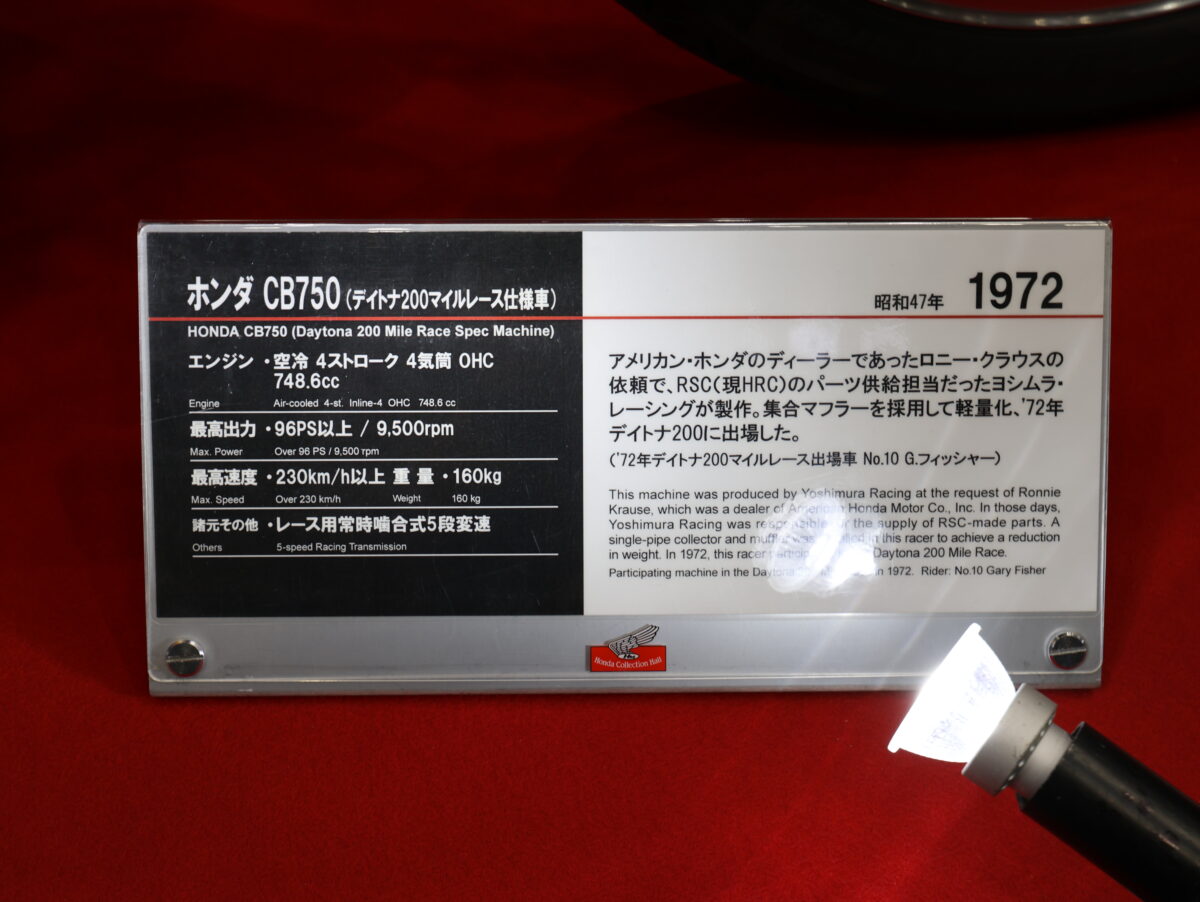 ホンダ CB750(デイトナ200マイルレース仕様車)
HONDA CB750 (Daytona 200 Mile Race Spec Machine)
エンジン・空冷 4ストローク 4気筒 OHC
748.6cc
Engine Air-cooled 4-st. Inline-4 OHC 748.6 cc
最高出力・96PS以上 / 9,500rpm
Max. Power Over 96 PS / 9,500 rpm
最高速度・230km/h以上 重量・160kg
Max. Speed Over 230 km/h Weight 160 kg
諸元その他・レース用常時噛合式5段変速
Others 5-speed Racing Transmission
昭和47年 1972
アメリカン・ホンダのディーラーであったロニー・クラウスの
依頼で、RSC(現HRC)のパーツ供給担当だったヨシムラ・
レーシングが製作。集合マフラーを採用して軽量化、'72年
デイトナ200に出場した。
('72年デイトナ200マイルレース出場車 No.10 G.フィッシャー)
This machine was produced by Yoshimura Racing at the request of Ronnie
Krause, which was a dealer of American Honda Motor Co., Inc. In those days,
Yoshimura Racing was responsible for the supply of RSC-made parts. A
single-pipe collector and muffler was in this racer to achieve a reduction
in weight. In 1972, this racer Daytona 200 Mile Race.
Participating machine in the Daytona in 1972. Rider: No.10 Gary Fisher
Honda Collection Hall